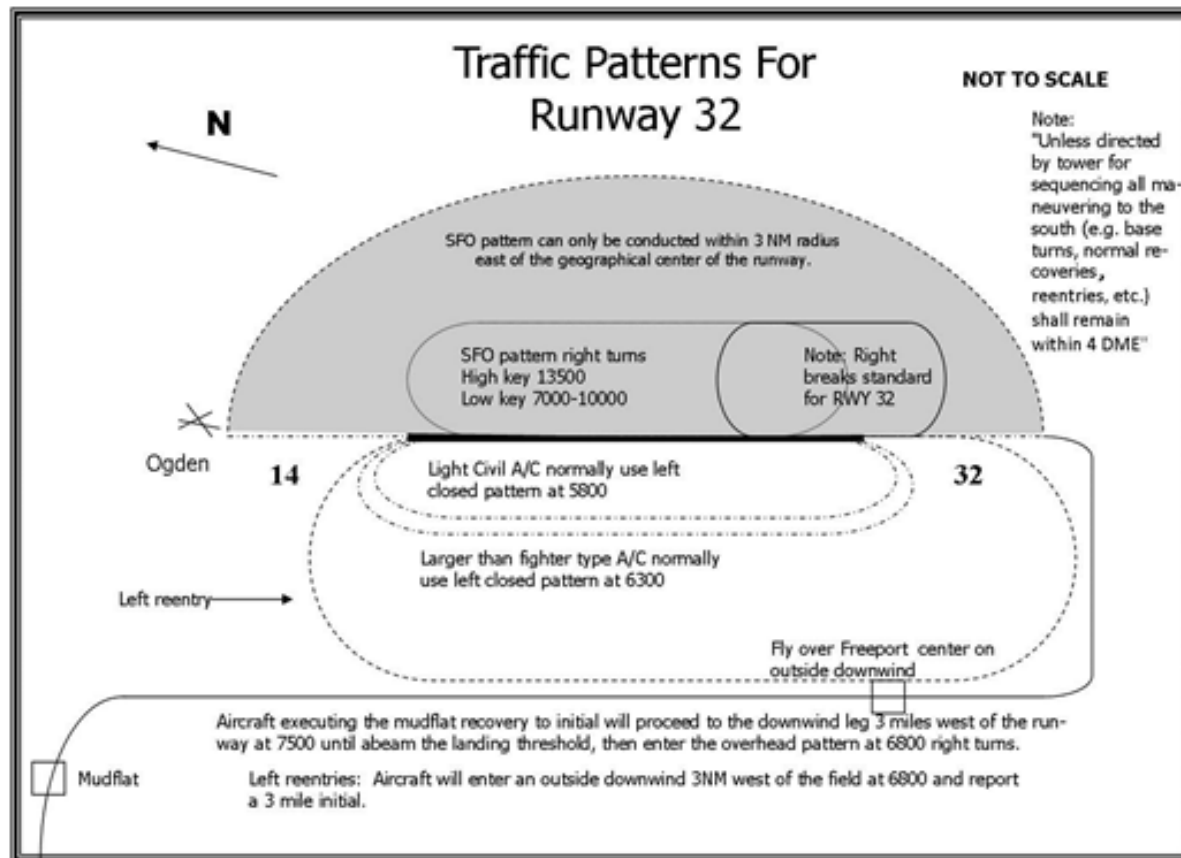 Traffic Patterns For
Runway 32
NOT TO SCALE
N
Note:
"Unless directed
by tower for
sequencing all ma-
neuvering to the
south (e.g. base
turns, normal re-
coveries,
reentries, etc.)
shall remain
within 4 DME"
SFO pattern can only be conducted within 3 NM radius
east of the geographical center of the runway.
SFO pattern right turns
High key 13500
Low key 7000-10000
Note: Right
breaks standard
for RWY 32
Ogden
14
32
Light Civil A/C normally use left
closed pattern at 5800
Larger than fighter type A/C normally
use left closed pattern at 6300
Left reentry
Fly over Freeport center on
outside downwind
Aircraft executing the mudflat recovery to initial will proceed to the downwind leg 3 miles west of the run-
way at 7500 until abeam the landing threshold, then enter the overhead pattern at 6800 right turns.
Mudflat
Left reentries: Aircraft will enter an outside downwind 3NM west of the field at 6800 and report
a 3 mile initial.